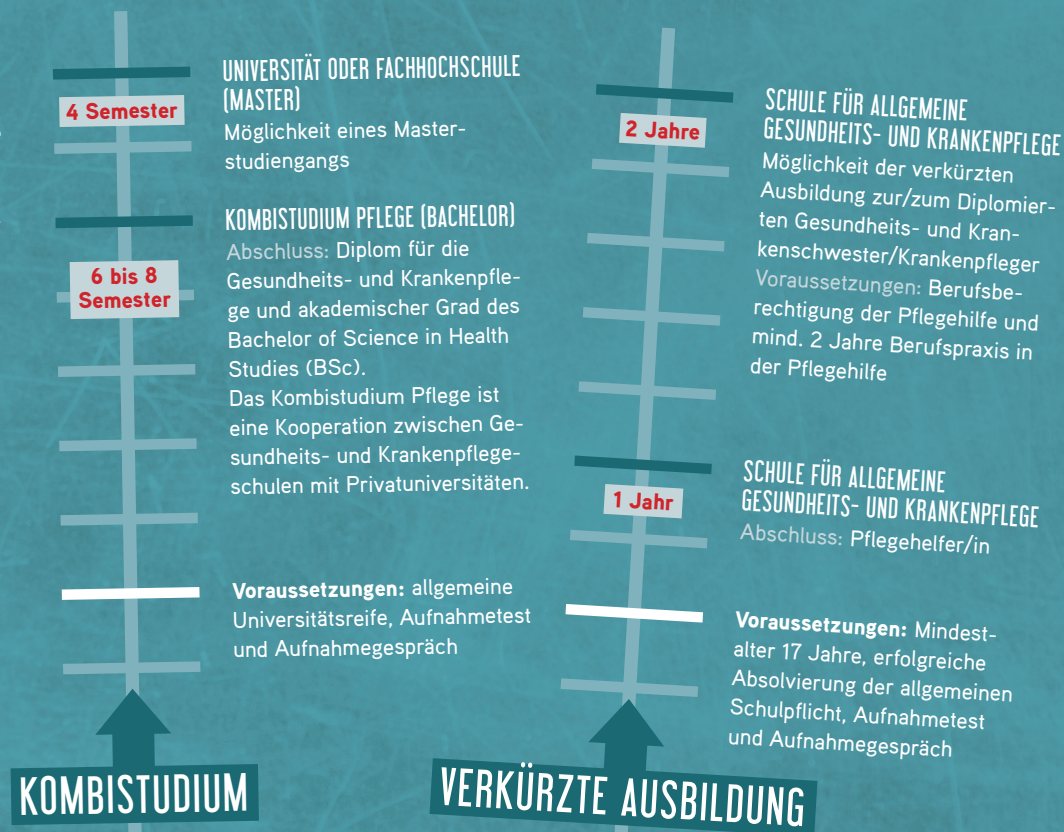 4 Semester
UNIVERSITÄT ODER FACHHOCHSCHULE
(MASTER)
Möglichkeit eines Master-
studiengangs
6 bis 8
Semester
KOMBISTUDIUM PFLEGE (BACHELOR)
Abschluss: Diplom für die
Gesundheits- und Krankenpfle-
ge und akademischer Grad des
Bachelor of Science in Health
Studies (BSc).
Das Kombistudium Pflege ist
eine Kooperation zwischen Ge-
sundheits- und Krankenpflege-
schulen mit Privatuniversitäten.
Voraussetzungen: allgemeine
Universitätsreife, Aufnahmetest
und Aufnahmegespräch
KOMBISTUDIUM
2 Jahre
SCHULE FÜR ALLGEMEINE
GESUNDHEITS- UND KRANKENPFLEGE
Möglichkeit der verkürzten
Ausbildung zur/zum Diplomier-
ten Gesundheits- und Kran-
kenschwester/Krankenpfleger
Voraussetzungen: Berufsbe-
rechtigung der Pflegehilfe und
mind. 2 Jahre Berufspraxis in
der Pflegehilfe
1 Jahr
SCHULE FÜR ALLGEMEINE
GESUNDHEITS- UND KRANKENPFLEGE
Abschluss: Pflegehelfer/in
Voraussetzungen: Mindest-
alter 17 Jahre, erfolgreiche
Absolvierung der allgemeinen
Schulpflicht, Aufnahmetest
und Aufnahmegespräch
VERKÜRZTE AUSBILDUNG